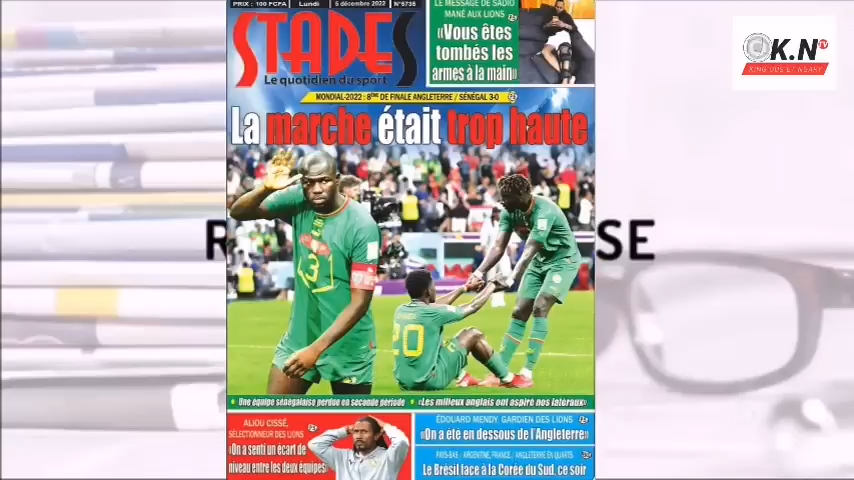 PRIX : 100 FCFA | Lundi | 5 décembre 2022 | N°6735
STADES
Le quotidien du sport
LE MESSAGE DE SADIO
MANÉ AUX LIONS
«Vous êtes
tombés les
armes à la main»
K.N TV
MONDIAL-2022 : 8ÈME DE FINALE ANGLETERRE / SÉNÉGAL 3-0
La marche était trop haute
R
SE
3
20
Une équipe sénégalaise perdue en seconde période
«Les milieux anglais ont aspiré nos latéraux»
ALIOU CISSÉ,
SÉLECTIONNEUR DES LIONS
«On a senti un écart de
niveau entre les deux équipes»
ÉDOUARD MENDY, GARDIEN DES LIONS
«On a été en dessous de l'Angleterre»
PAYS-BAS / ARGENTINE, FRANCE / ANGLETERRE EN QUARTS
Le Brésil face à la Corée du Sud, ce soir